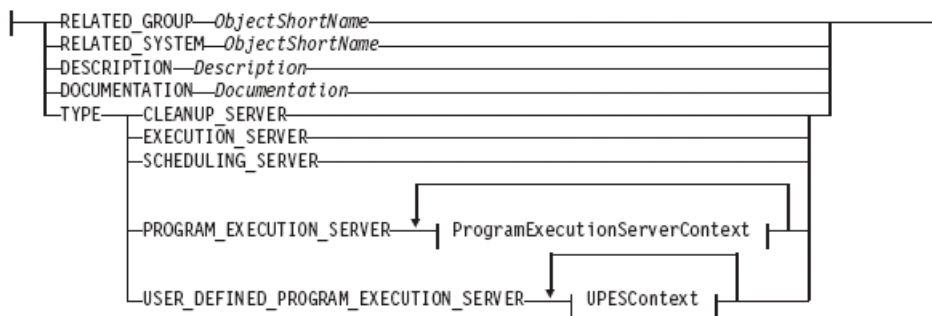 RELATED_GROUP ObjectShortName
RELATED_SYSTEM ObjectShortName
DESCRIPTION Description
DOCUMENTATION Documentation
TYPE CLEANUP_SERVER
EXECUTION_SERVER
SCHEDULING_SERVER
PROGRAM_EXECUTION_SERVER ProgramExecutionServerContext
USER_DEFINED_PROGRAM_EXECUTION_SERVER UPESContext